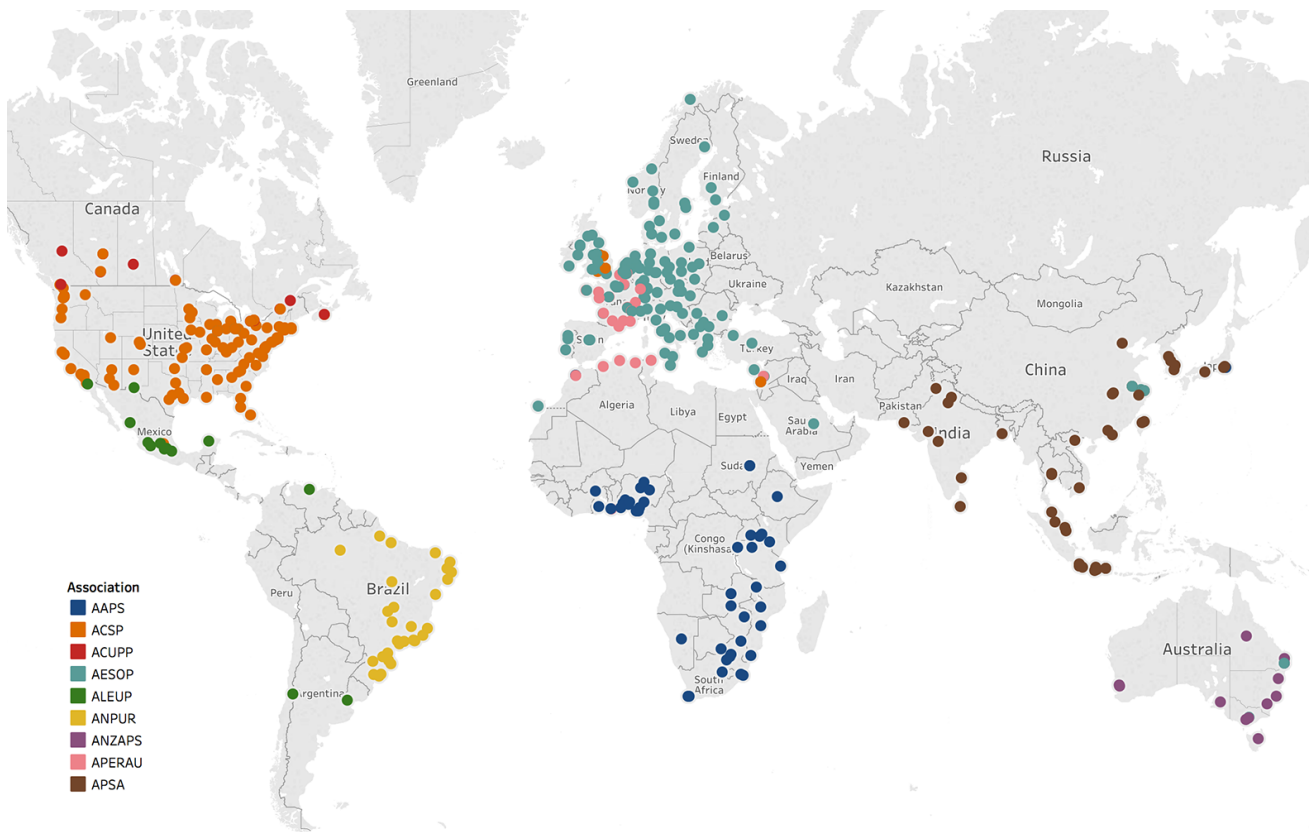 Greenland
Sweden
Russia
Finland
Norway
Canada
Belarus
Ukraine
Kazakhstan
Mongolia
United
States
Spain
Turkey
China
Iraq
Iran
Algeria
Libya
Egypt
Pakistan
Saudi
Arabia
India
Mexico
Sudan
Yemen
Congo
(Kinshasa)
Peru
Brazil
Association
AAPS
ACSP
ACUPP
AESOP
ALEUP
ANPUR
ANZAPS
APERAU
APSA
Argentina
South
Africa
Australia